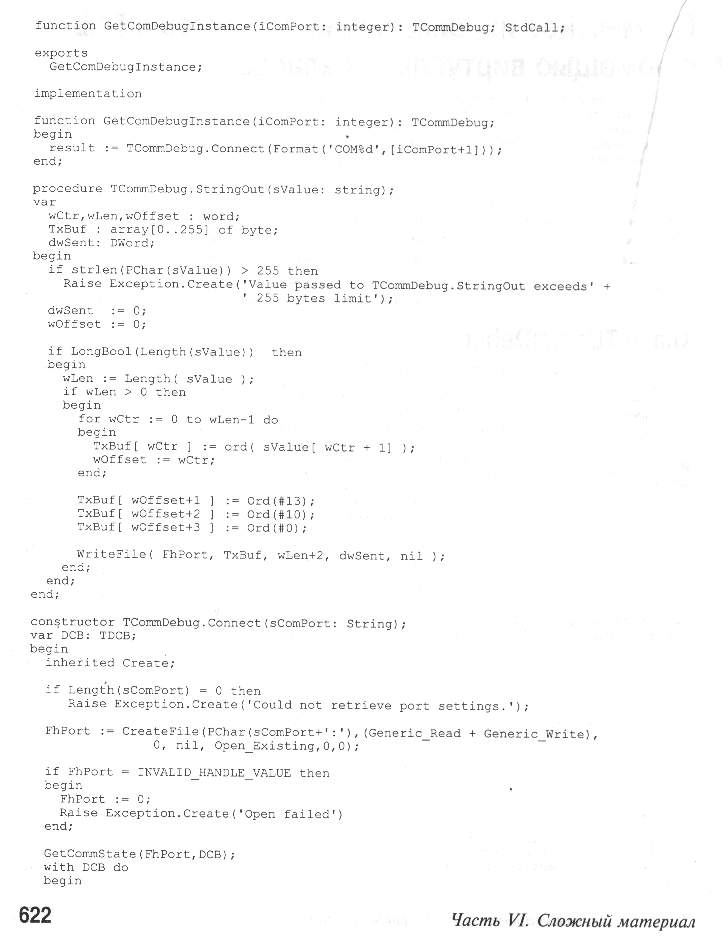 function GetComDebugInstance(iComPort: integer): TCommDebug; StdCall;
exports
GetComDebugInstance;
implementation
function GetComDebugInstance(iComPort: integer): TCommDebug;
begin
result := TCommDebug.Connect(Format('COM%d',[iComPort+1]));
end;
procedure TCommDebug.StringOut(sValue: string);
var
wCtr,wLen,wOffset : word;
TxBuf : array[0..255] of byte;
dwSent: DWord;
begin
if strlen(PChar(sValue)) > 255 then
Raise Exception.Create('Value passed to TCommDebug.StringOut exceeds' +
' 255 bytes limit');
dwSent := 0;
wOffset := 0;
if LongBool(Length(sValue)) then
begin
wLen := Length( sValue );
if wLen > 0 then
begin
for wCtr := 0 to wLen-1 do
begin
TxBuf[ wCtr ] := ord( sValue[ wCtr + 1] );
wOffset := wCtr;
end;
TxBuf[ wOffset+1 ] := Ord(#13);
TxBuf[ wOffset+2 ] := Ord(#10);
TxBuf[ wOffset+3 ] := Ord(#0);
WriteFile( FhPort, TxBuf, wLen+2, dwSent, nil );
end;
end;
end;
constructor TCommDebug.Connect(sComPort: String);
var DCB: TDCB;
begin
inherited Create;
if Length(sComPort) = 0 then
Raise Exception.Create('Could not retrieve port settings.');
FhPort := CreateFile(PChar(sComPort+':'),(Generic_Read + Generic_Write),
0, nil, Open_Existing,0,0);
if FhPort = INVALID_HANDLE_VALUE then
begin
FhPort := 0;
Raise Exception.Create('Open failed')
end;
GetCommState(FhPort,DCB);
with DCB do
begin
622
Часть VI. Сложный материал